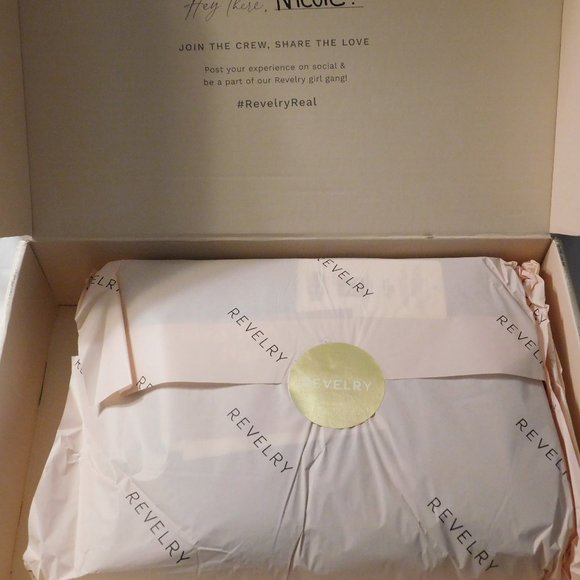 Hey There, Nicole!
JOIN THE CREW, SHARE THE LOVE
Post your experience on social &
be a part of our Revelry girl gang!
#RevelryReal
REVELRY
REVELRY
REVELRY
REVELRY
REVELRY
REVELRY
REVELRY
REVELRY
REVELRY